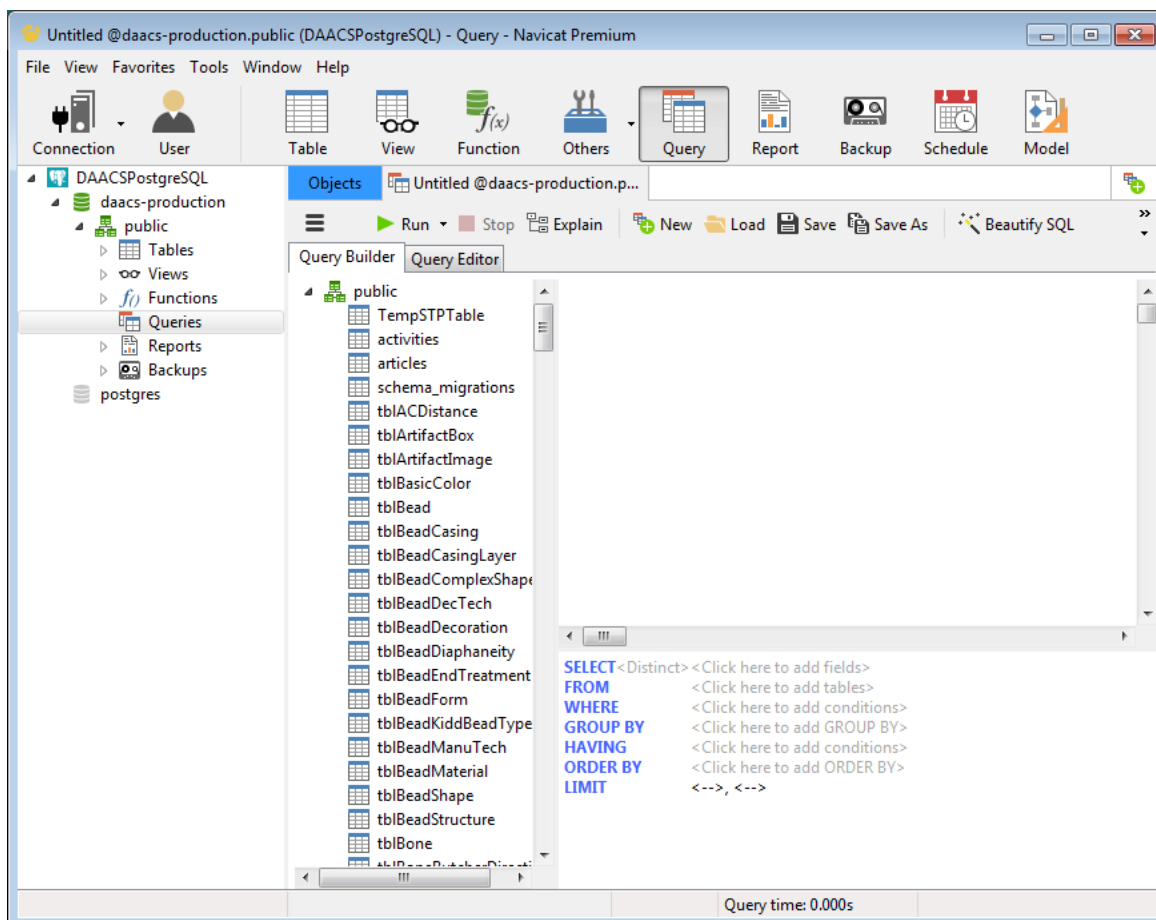 Untitled @daacs-production.public (DAACSPostgreSQL) - Query - Navicat Premium
File View Favorites Tools Window Help
Connection User Table View Function Others Query Report Backup Schedule Model
DAACSPostgreSQL
daacs-production
public
Tables
Views
Functions
Queries
Reports
Backups
postgres
Objects Untitled @daacs-production.p...
Run Stop Explain New Load Save Save As Beautify SQL
Query Builder Query Editor
public
TempSTPTable
activities
articles
schema_migrations
tblACDistance
tblArtifactBox
tblArtifactImage
tblBasicColor
tblBead
tblBeadCasing
tblBeadCasingLayer
tblBeadComplexShape
tblBeadDecTech
tblBeadDecoration
tblBeadDiaphaneity
tblBeadEndTreatment
tblBeadForm
tblBeadKiddBeadType
tblBeadManuTech
tblBeadMaterial
tblBeadShape
tblBeadStructure
tblBone
SELECT <Distinct> <Click here to add fields>
FROM <Click here to add tables>
WHERE <Click here to add conditions>
GROUP BY <Click here to add GROUP BY>
HAVING <Click here to add conditions>
ORDER BY <Click here to add ORDER BY>
LIMIT <-->, <-->
Query time: 0.000s